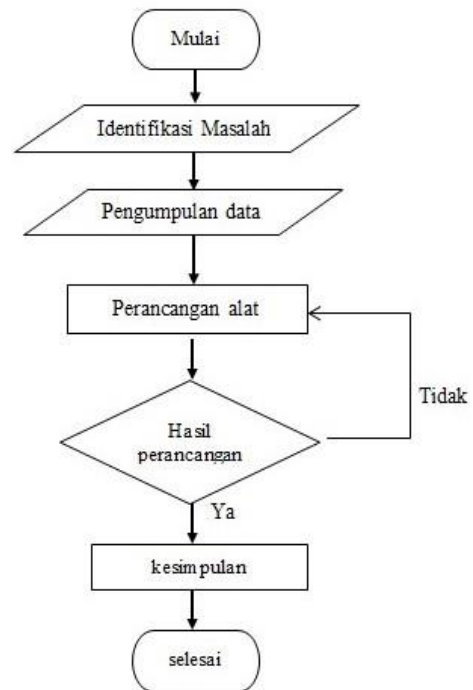 Mulai
Identifikasi Masalah
Pengumpulan data
Perancangan alat
Tidak
Hasil
perancangan
Ya
kesimpulan
selesai